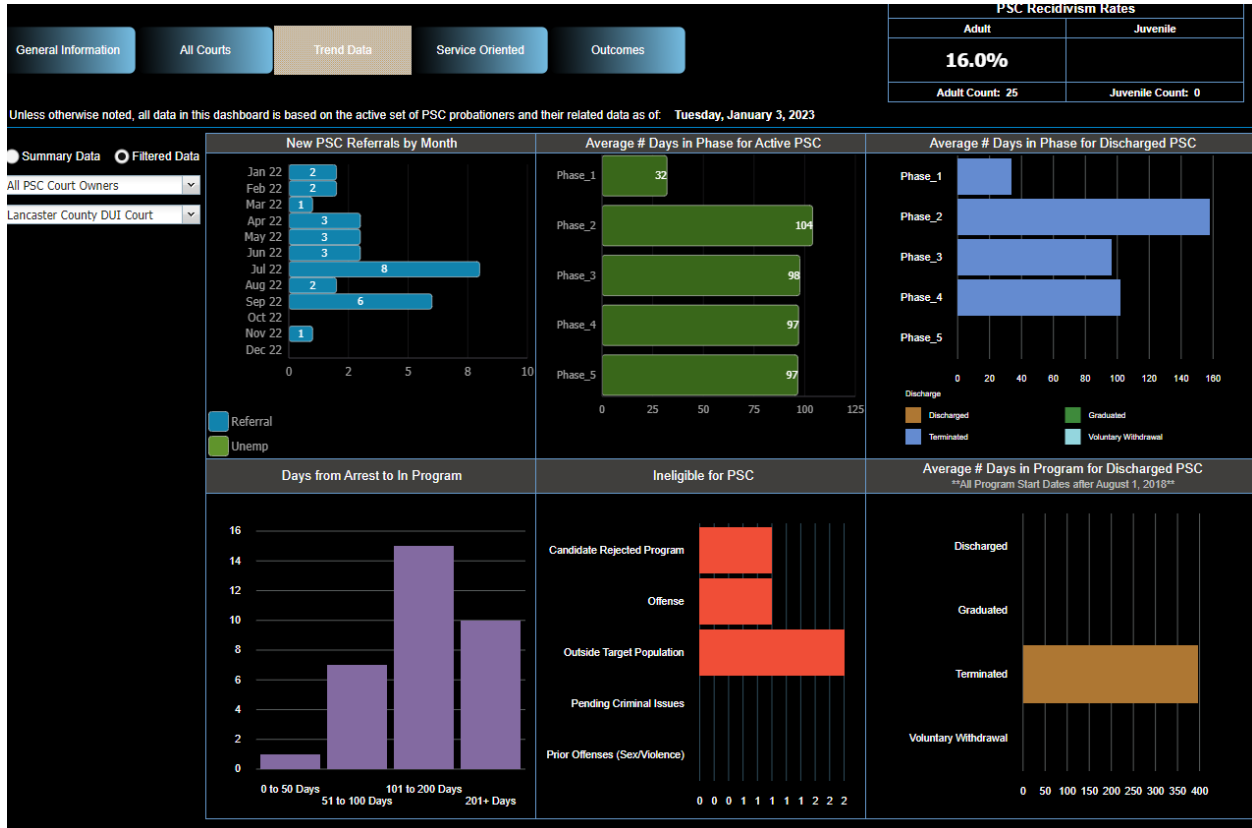 PSC Recidivism Rates
Adult Juvenile
16.0%
Adult Count: 25 Juvenile Count: 0
General Information All Courts Trend Data Service Oriented Outcomes
Unless otherwise noted, all data in this dashboard is based on the active set of PSC probationers and their related data as of: Tuesday, January 3, 2023
Summary Data Filtered Data
All PSC Court Owners
Lancaster County DUI Court
New PSC Referrals by Month
Jan 22 2
Feb 22 2
Mar 22 1
Apr 22 3
May 22 3
Jun 22 3
Jul 22 8
Aug 22 2
Sep 22 6
Oct 22
Nov 22 1
Dec 22
0 2 5 8 10
Referral
Unemp
Average # Days in Phase for Active PSC
Phase_1 32
Phase_2 104
Phase_3 98
Phase_4 97
Phase_5 97
0 25 50 75 100 125
Average # Days in Phase for Discharged PSC
Phase_1
Phase_2
Phase_3
Phase_4
Phase_5
0 20 40 60 80 100 120 140 160
Discharge
Discharged Graduated
Terminated Voluntary Withdrawal
Days from Arrest to In Program
16
14
12
10
8
6
4
2
0
0 to 50 Days 101 to 200 Days
51 to 100 Days 201+ Days
Ineligible for PSC
Candidate Rejected Program
Offense
Outside Target Population
Pending Criminal Issues
Prior Offenses (Sex/Violence)
0 0 0 1 1 1 1 1 2 2 2
Average # Days in Program for Discharged PSC
**All Program Start Dates after August 1, 2018**
Discharged
Graduated
Terminated
Voluntary Withdrawal
0 50 100 150 200 250 300 350 400